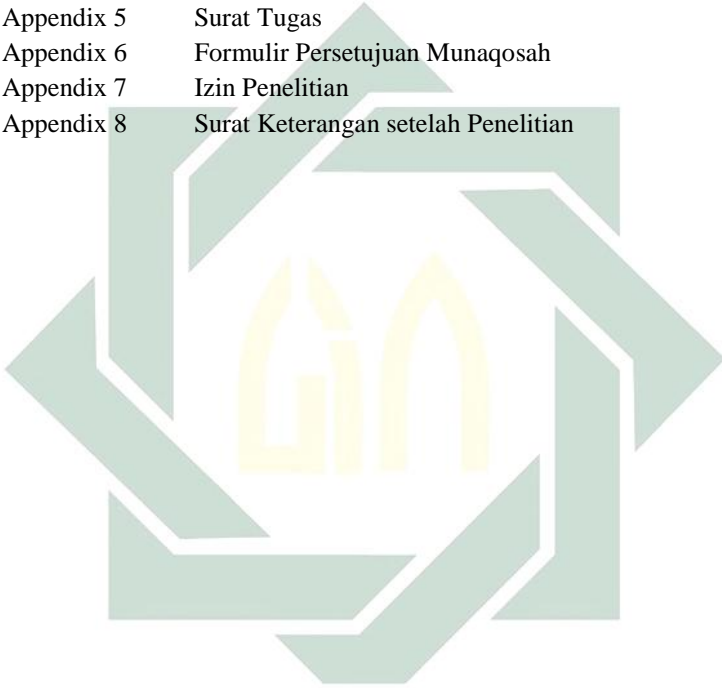 Appendix 5 Surat Tugas
Appendix 6 Formulir Persetujuan Munaqosah
Appendix 7 Izin Penelitian
Appendix 8 Surat Keterangan setelah Penelitian